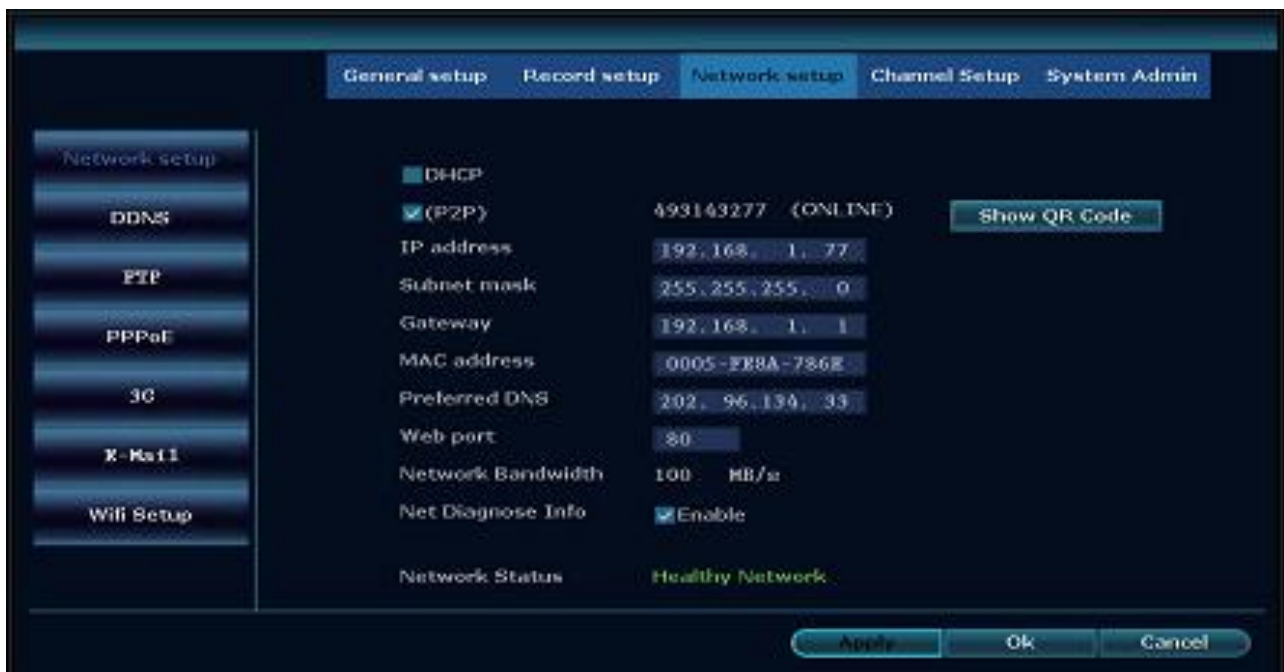 General setup Record setup Network setup Channel Setup System Admin
Network setup
DDNS
FTP
PPPoE
3G
E-Mail
Wifi Setup
DHCP
(P2P) 493143277 (ONLINE) Show QR Code
IP address 192.168. 1. 77
Subnet mask 255.255.255. 0
Gateway 192.168. 1. 1
MAC address 0005-FE8A-786E
Preferred DNS 202. 96.134. 33
Web port 80
Network Bandwidth 100 MB/s
Net Diagnose Info Enable
Network Status Healthy Network
Apply Ok Cancel